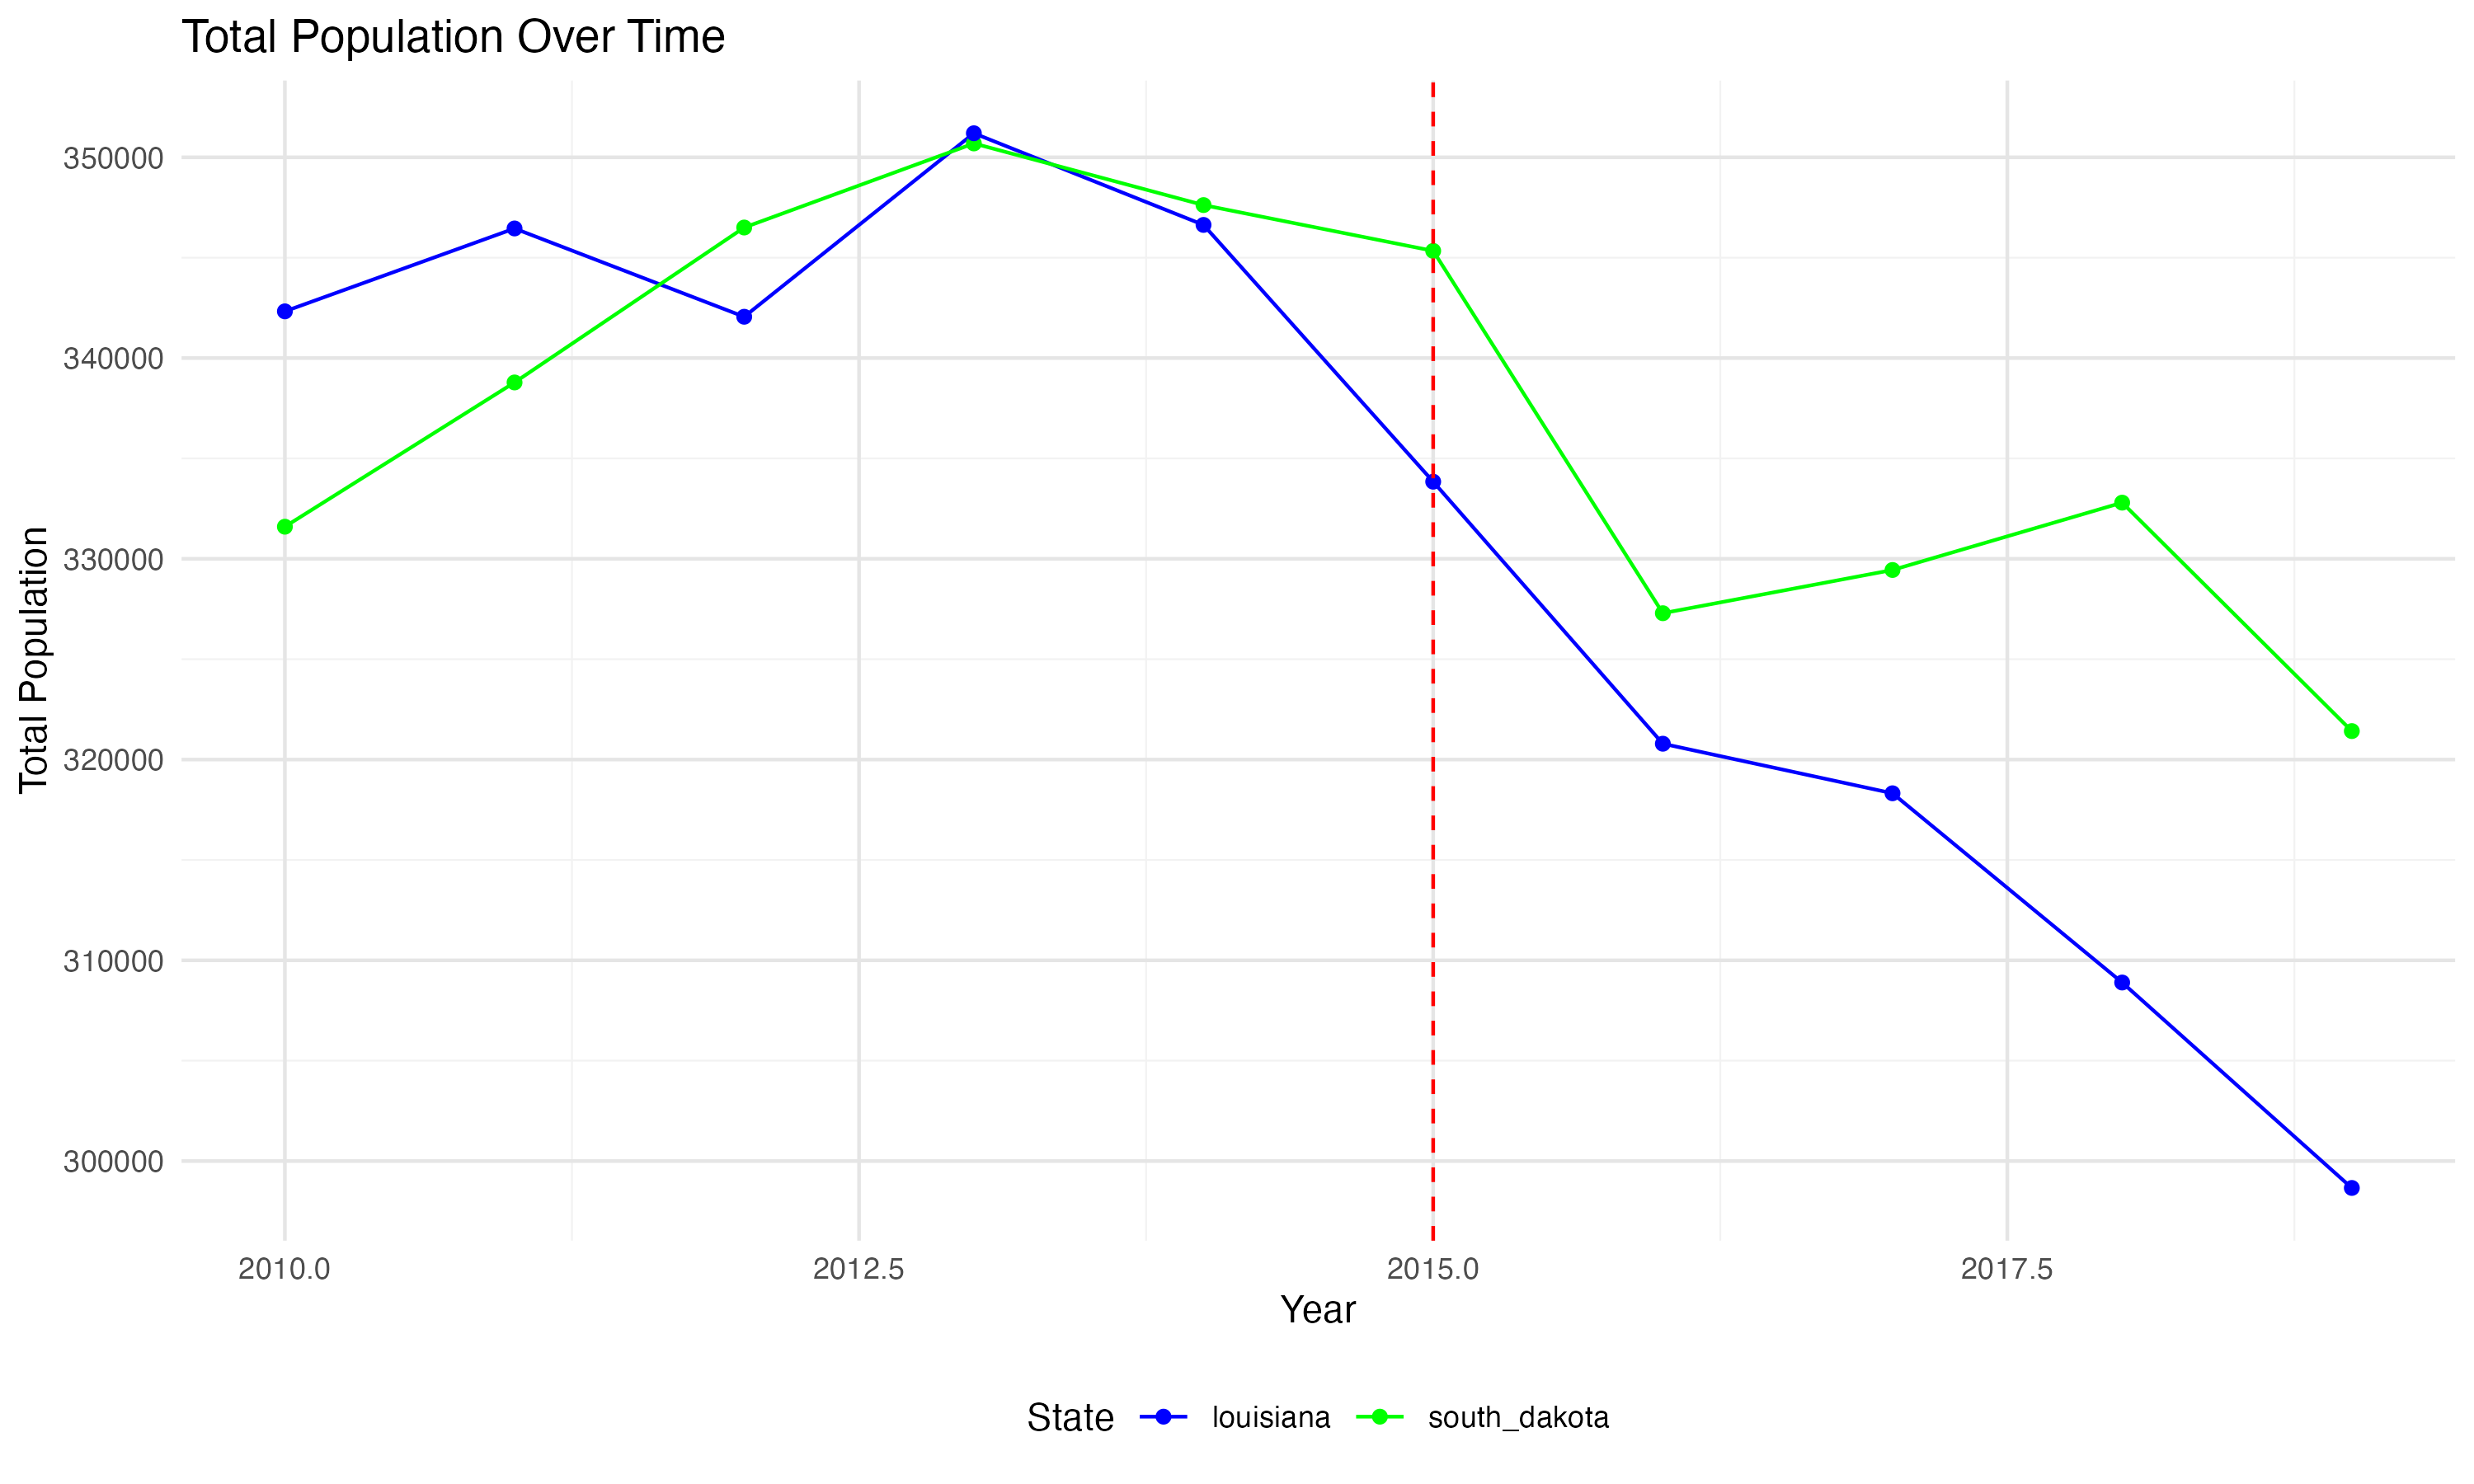 Total Population Over Time
Total Population
350000
340000
330000
320000
310000
300000
2010.0
2012.5
2015.0
2017.5
Year
State louisiana south_dakota